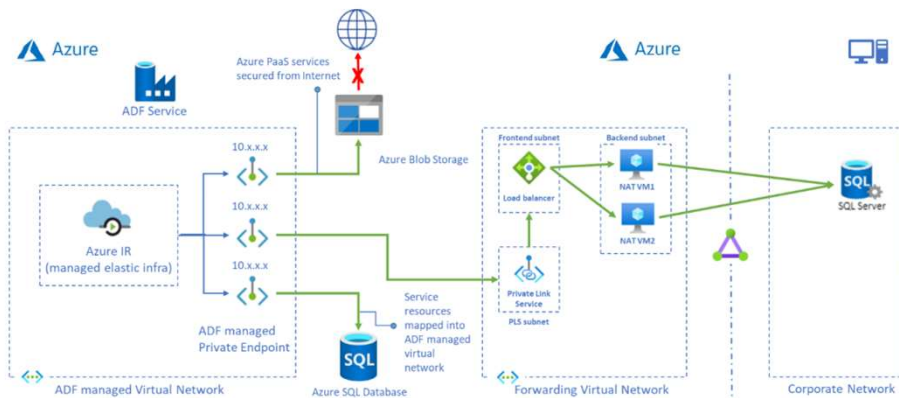 Azure
ADF Service
Azure PaaS services
secured from Internet
Azure Blob Storage
10.x.x.x
10.x.x.x
10.x.x.x
Azure IR
(managed elastic infra)
ADF managed
Private Endpoint
SQL
Azure SQL Database
Service
resources
mapped into
ADF managed
virtual
network
ADF managed Virtual Network
Azure
Frontend subnet
Load balancer
Backend subnet
NAT VM1
NAT VM2
Private Link
Service
PLS subnet
Forwarding Virtual Network
SQL
SQL Server
Corporate Network